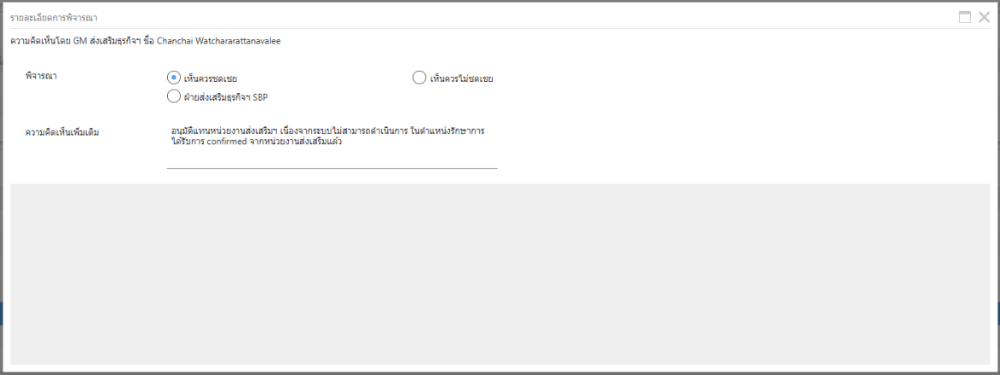 รายละเอียดการพิจารณา
ความคิดเห็นโดย GM ส่งเสริมธุรกิจฯ ชื่อ Chanchai Watchararattanavalee
พิจารณา
เห็นควรชดเชย
เห็นควรไม่ชดเชย
ฝ่ายส่งเสริมธุรกิจฯ SBP
ความคิดเห็นเพิ่มเติม
อนุมัติแทนหน่วยงานส่งเสริมฯ เนื่องจากระบบไม่สามารถดำเนินการ ในตำแหน่งรักษาการ
ได้รับการ confirmed จากหน่วยงานส่งเสริมแล้ว